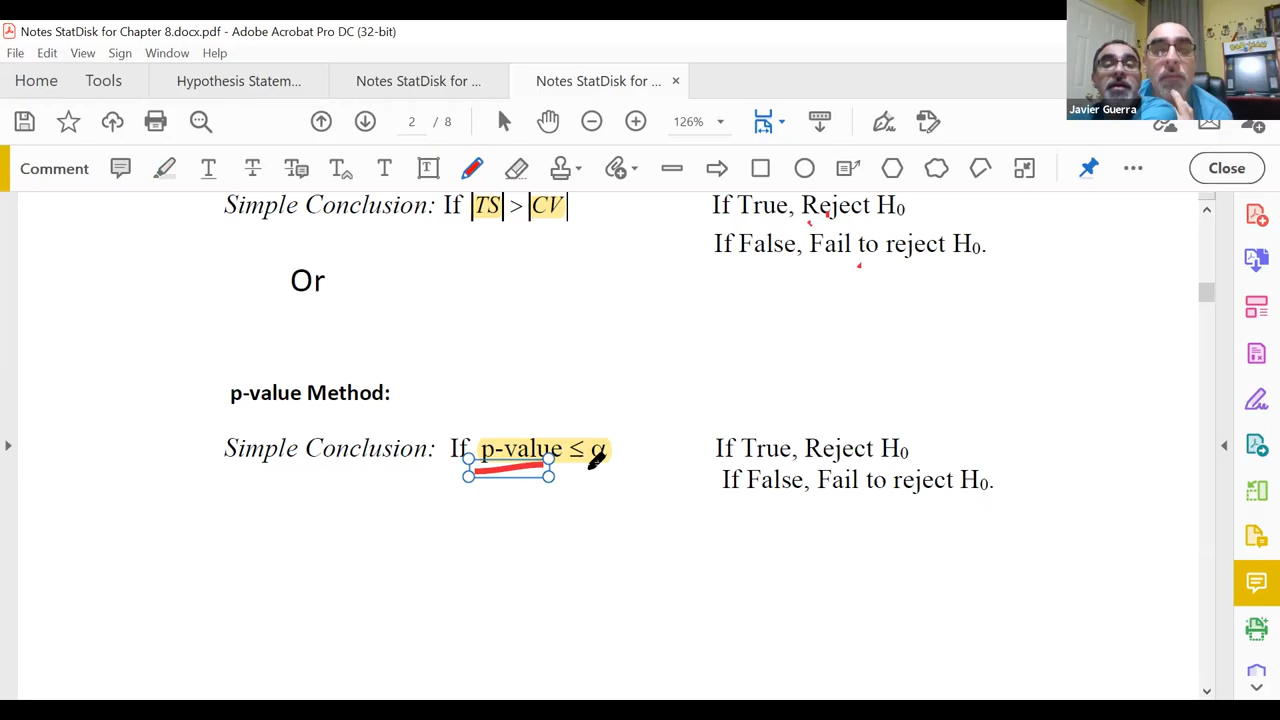 Notes StatDisk for Chapter 8.docx.pdf - Adobe Acrobat Pro DC (32-bit)
File Edit View Sign Window Help
Home Tools Hypothesis Statem... Notes StatDisk for ... Notes StatDisk for ... ×
2 / 8 126%
Javier Guerra
Comment Close
Simple Conclusion: If |TS| > |CV| If True, Reject H₀
If False, Fail to reject H₀.
Or
p-value Method:
Simple Conclusion: If p-value ≤ α If True, Reject H₀
If False, Fail to reject H₀.